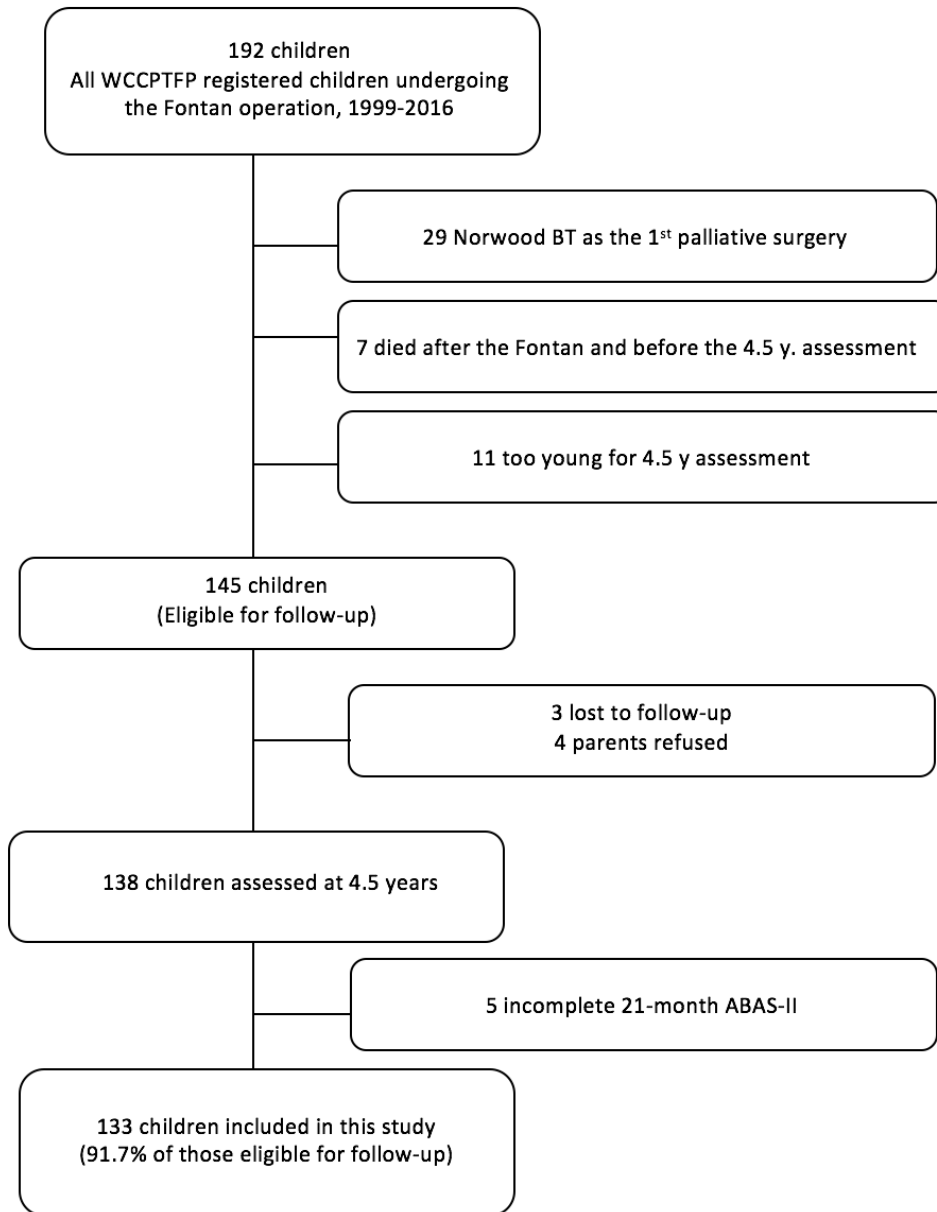 192 children
All WCCPTFP registered children undergoing
the Fontan operation, 1999-2016
29 Norwood BT as the 1st palliative surgery
7 died after the Fontan and before the 4.5 y. assessment
11 too young for 4.5 y assessment
145 children
(Eligible for follow-up)
3 lost to follow-up
4 parents refused
138 children assessed at 4.5 years
5 incomplete 21-month ABAS-II
133 children included in this study
(91.7% of those eligible for follow-up)